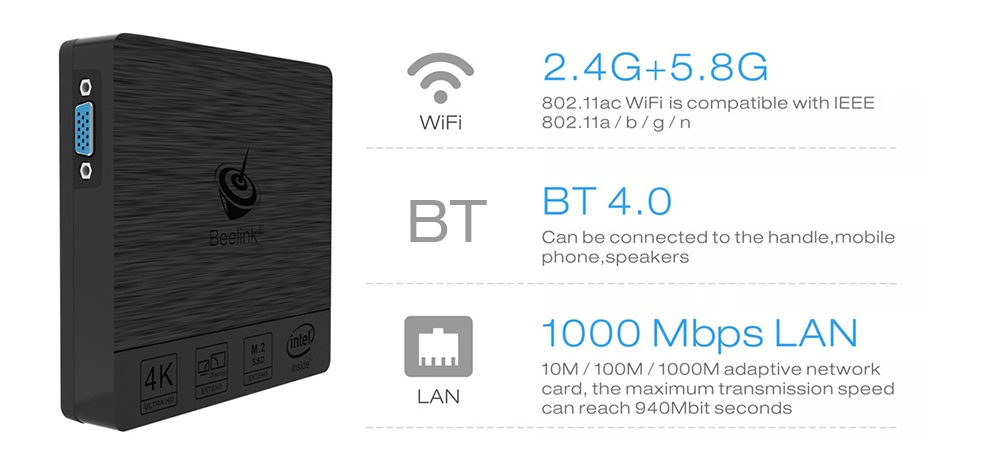 Beelink®
4K
ULTRA HD
EXTEND
M.2
SSD
EXTEND
intel
inside™
WiFi
2.4G+5.8G
802.11ac WiFi is compatible with IEEE
802.11a / b / g / n
BT
BT 4.0
Can be connected to the handle,mobile
phone,speakers
LAN
1000 Mbps LAN
10M / 100M / 1000M adaptive network
card, the maximum transmission speed
can reach 940Mbit seconds